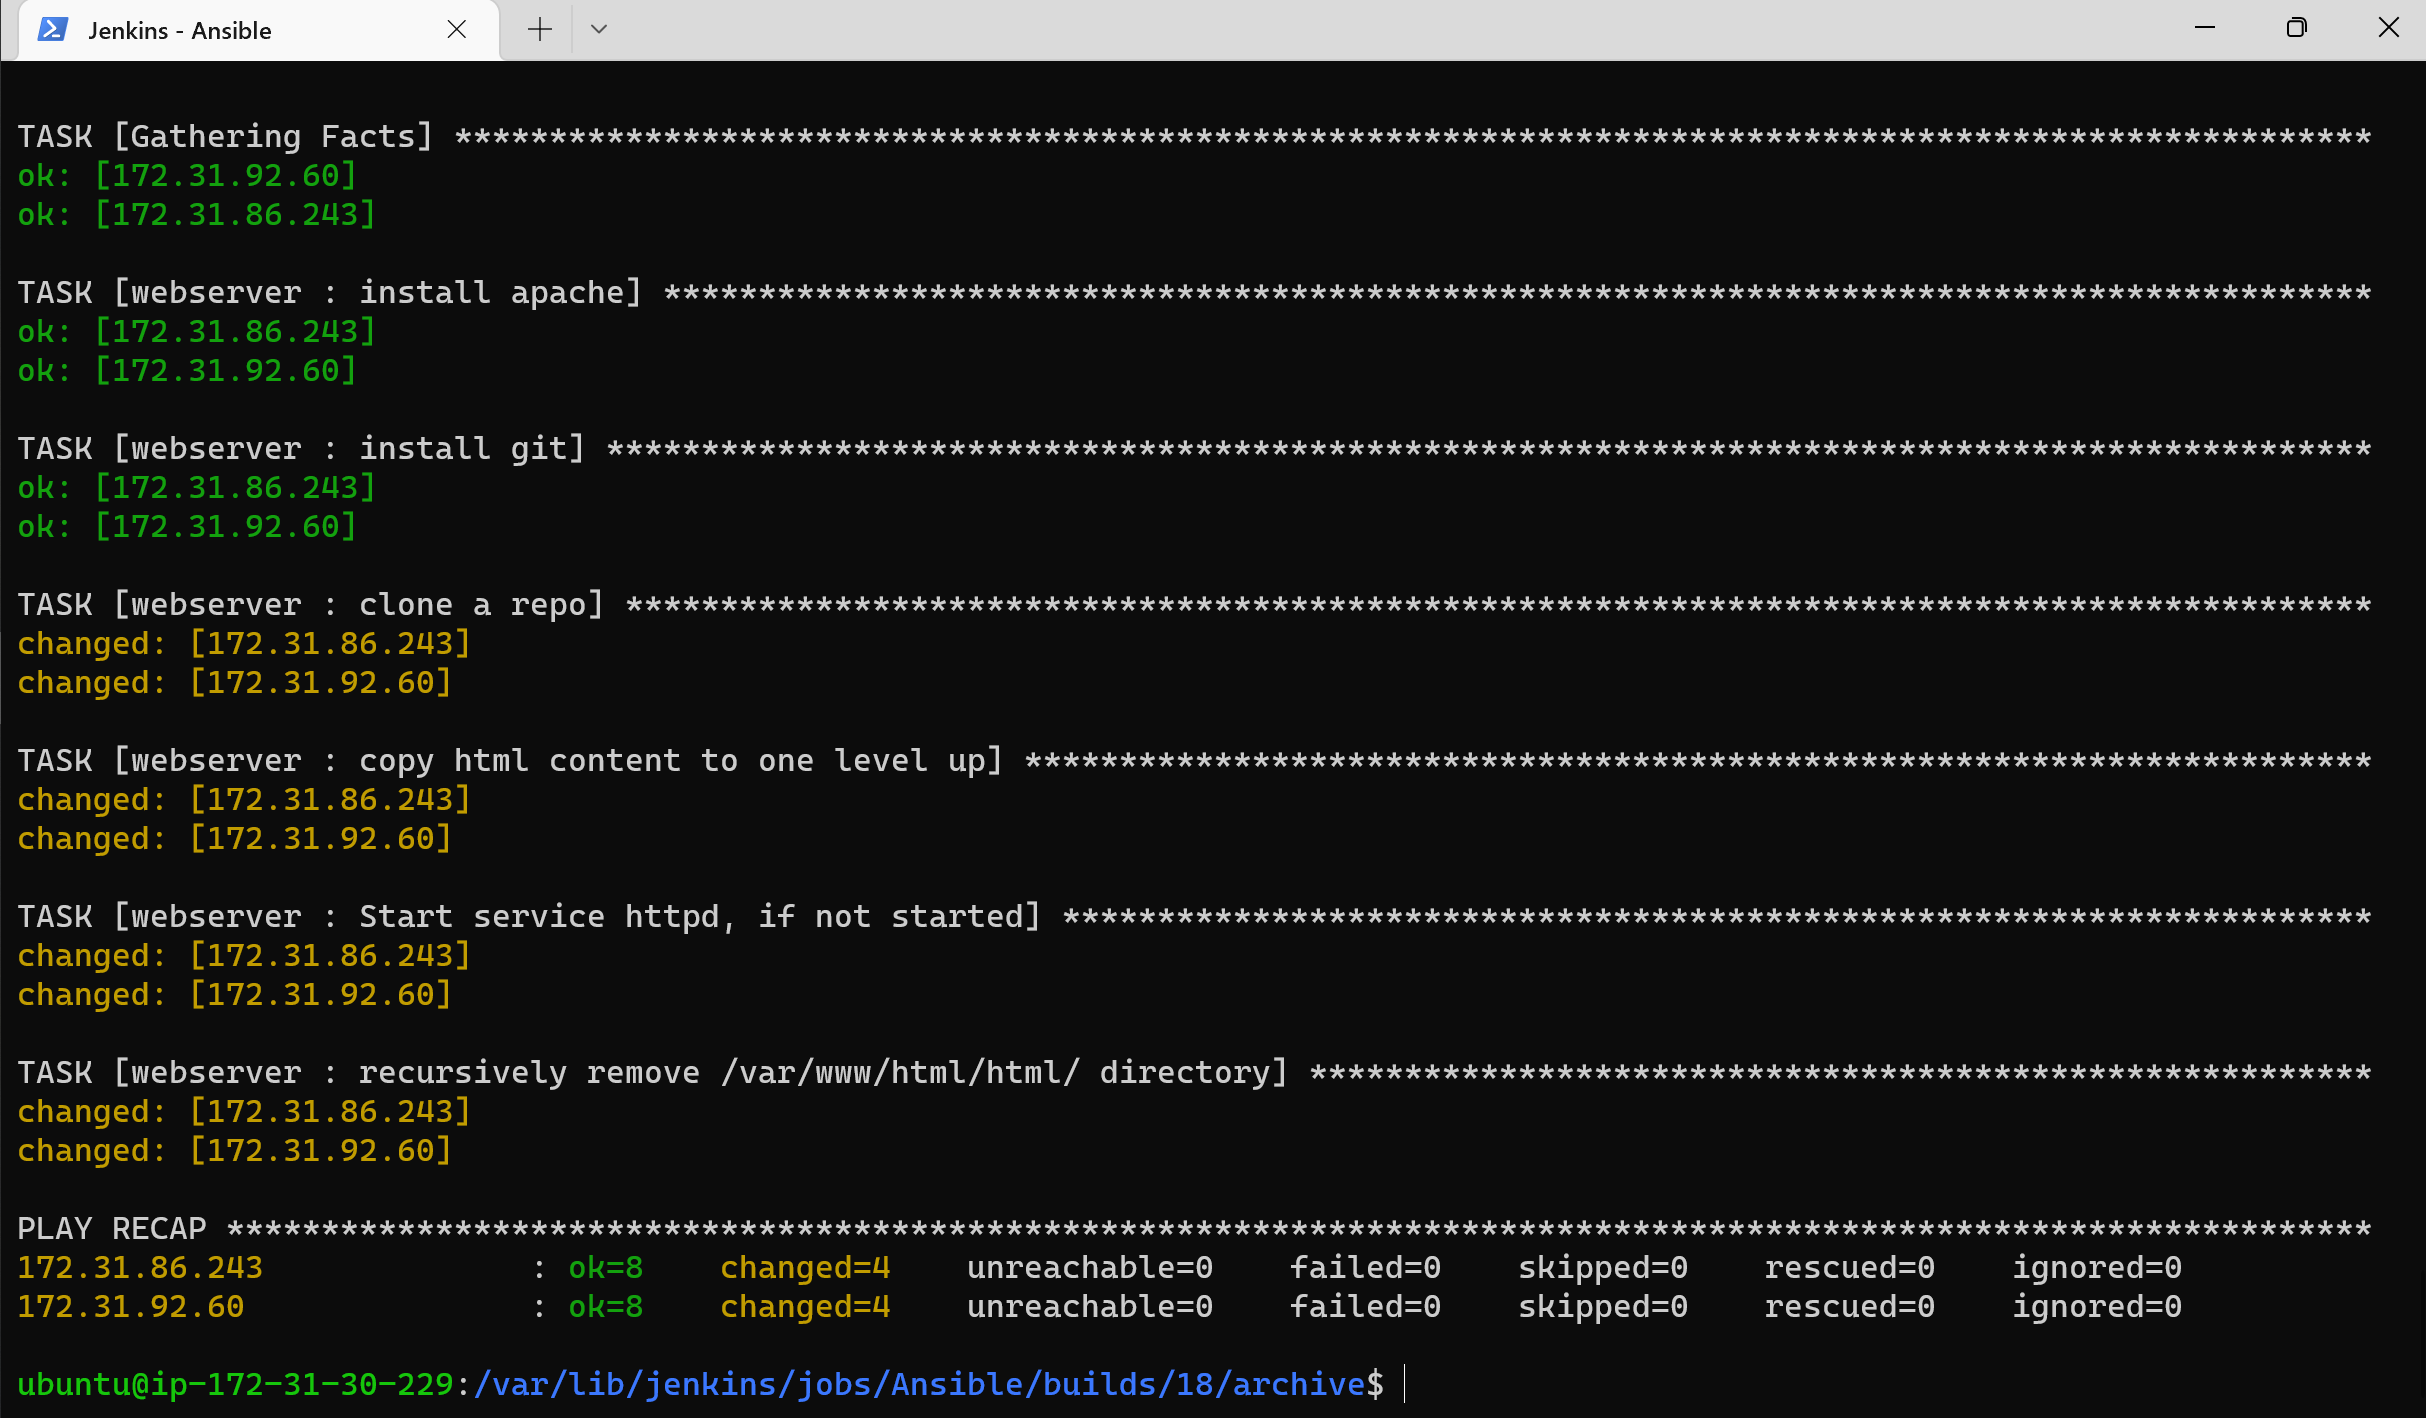 Jenkins - Ansible
TASK [Gathering Facts] *****************************************************************************************************
ok: [172.31.92.60]
ok: [172.31.86.243]
TASK [webserver : install apache] ******************************************************************************************
ok: [172.31.86.243]
ok: [172.31.92.60]
TASK [webserver : install git] *********************************************************************************************
ok: [172.31.86.243]
ok: [172.31.92.60]
TASK [webserver : clone a repo] ********************************************************************************************
changed: [172.31.86.243]
changed: [172.31.92.60]
TASK [webserver : copy html content to one level up] ***********************************************************************
changed: [172.31.86.243]
changed: [172.31.92.60]
TASK [webserver : Start service httpd, if not started] *********************************************************************
changed: [172.31.86.243]
changed: [172.31.92.60]
TASK [webserver : recursively remove /var/www/html/html/ directory] ********************************************************
changed: [172.31.86.243]
changed: [172.31.92.60]
PLAY RECAP *****************************************************************************************************************
172.31.86.243              : ok=8    changed=4    unreachable=0    failed=0    skipped=0    rescued=0    ignored=0
172.31.92.60               : ok=8    changed=4    unreachable=0    failed=0    skipped=0    rescued=0    ignored=0
ubuntu@ip-172-31-30-229:/var/lib/jenkins/jobs/Ansible/builds/18/archive$